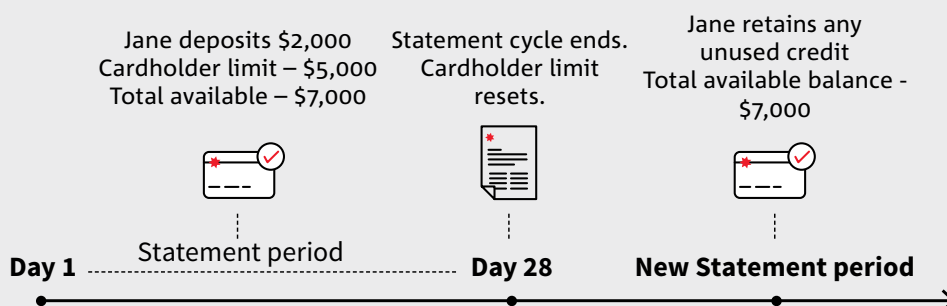 Jane deposits $2,000
Cardholder limit – $5,000
Total available – $7,000
Statement cycle ends.
Cardholder limit
resets.
Jane retains any
unused credit
Total available balance -
$7,000
Statement period
Day 1
Day 28
New Statement period